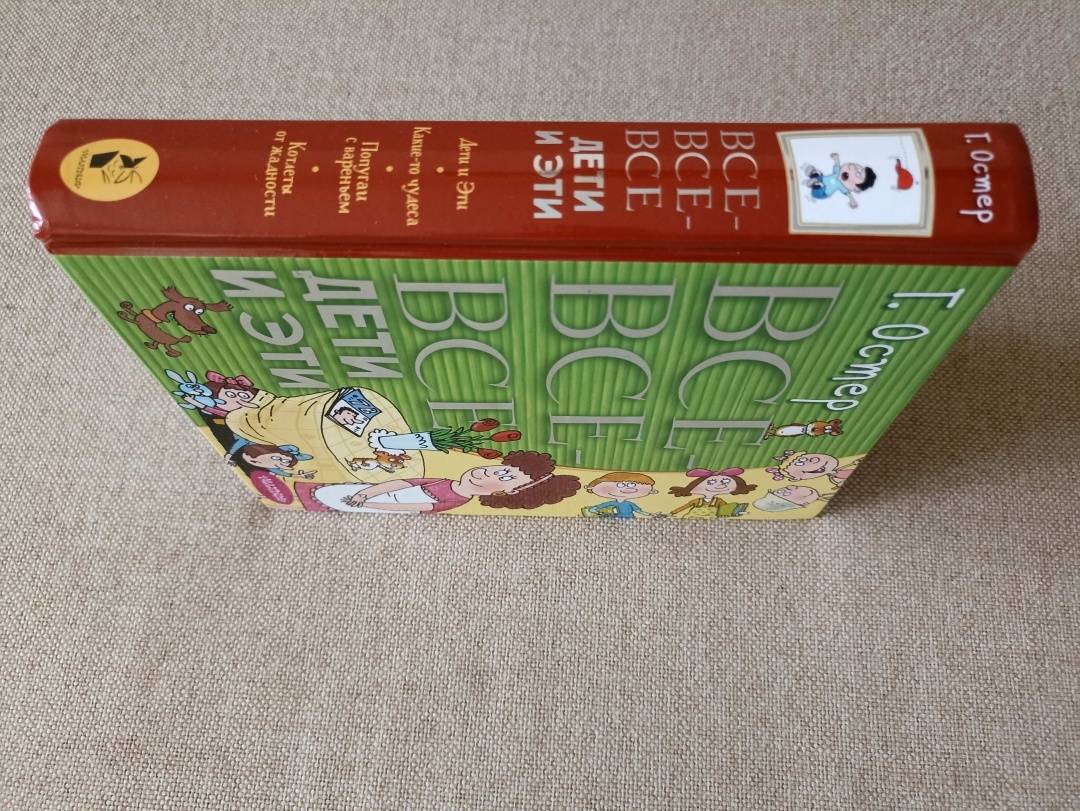 Г. Остер
ВСЕ-
ВСЕ-
ВСЕ
ДЕТИ
И ЭТИ
Дети и Эти
•
Какие-то чудеса
•
Попугаи
с вареньем
•
Котлеты
от жадности
Г. Остер
ВСЕ-
ВСЕ-
ВСЕ
ДЕТИ
И ЭТИ